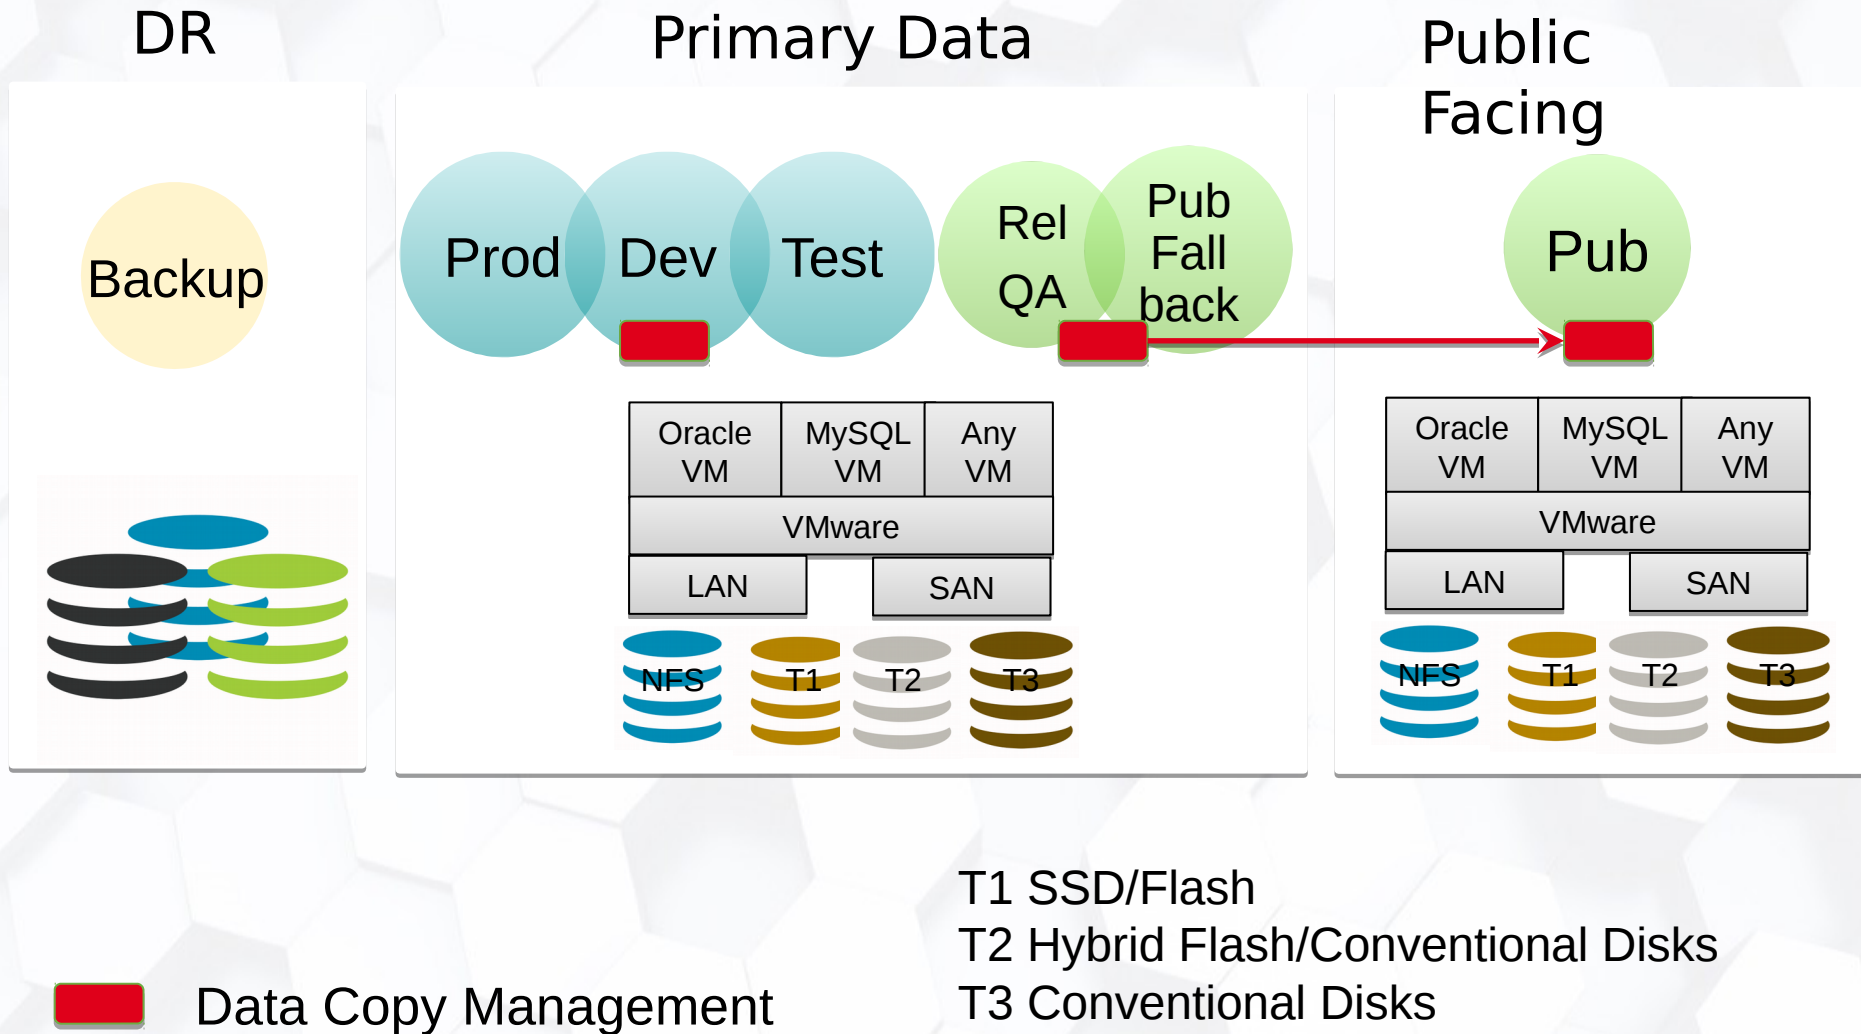 DR
Primary Data
Public
Facing
Backup
Prod
Dev
Test
Rel
QA
Pub
Fall
back
Pub
Oracle
VM
MySQL
VM
Any
VM
VMware
LAN
SAN
NFS
T1
T2
T3
Oracle
VM
MySQL
VM
Any
VM
VMware
LAN
SAN
NFS
T1
T2
T3
T1 SSD/Flash
T2 Hybrid Flash/Conventional Disks
T3 Conventional Disks
Data Copy Management